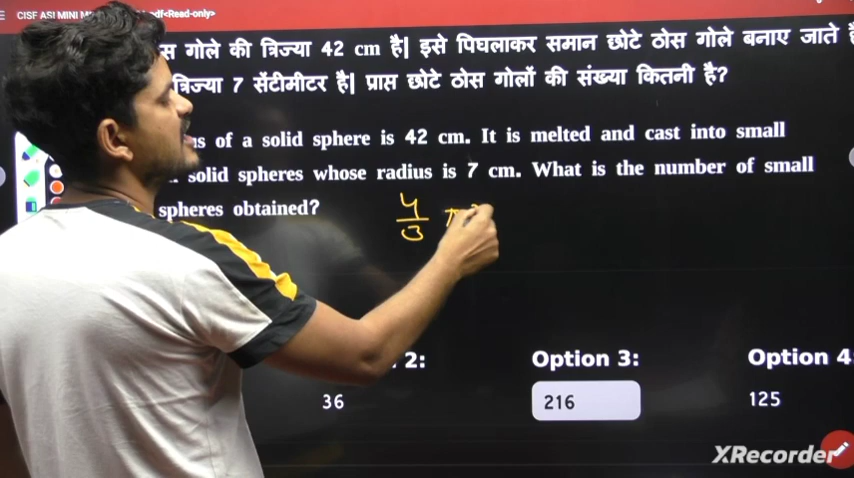 CISF ASI MINI M pdf<Read-only>
स गोले की त्रिज्या 42 cm है| इसे पिघलाकर समान छोटे ठोस गोले बनाए जाते
त्रिज्या 7 सेंटीमीटर है| प्राप्त छोटे ठोस गोलों की संख्या कितनी है?
us of a solid sphere is 42 cm. It is melted and cast into small
solid spheres whose radius is 7 cm. What is the number of small
spheres obtained?
4/3 π
2: Option 3: Option 4
36 216 125
XRecorder